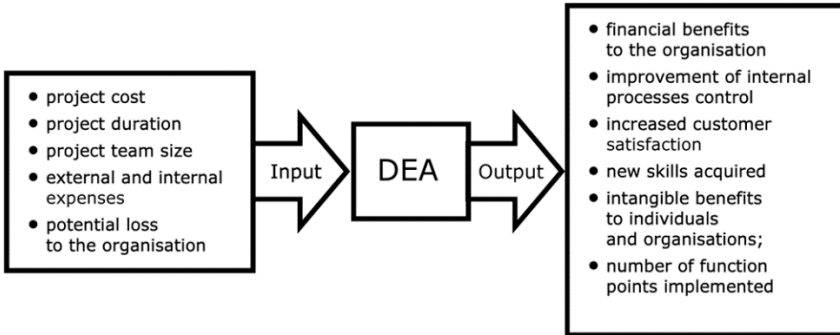 • project cost
• project duration
• project team size
• external and internal
expenses
• potential loss
to the organisation
Input
DEA
Output
• financial benefits
to the organisation
• improvement of internal
processes control
• increased customer
satisfaction
• new skills acquired
• intangible benefits
to individuals
and organisations;
• number of function
points implemented